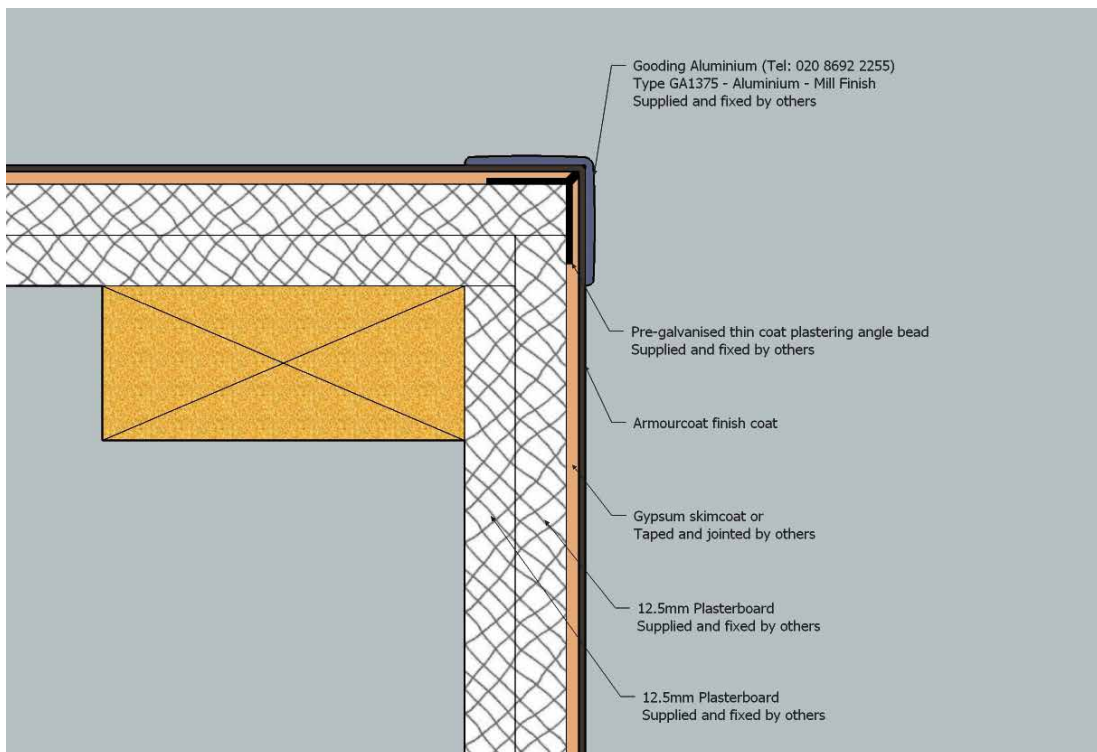 Gooding Aluminium (Tel: 020 8692 2255)
Type GA1375 - Aluminium - Mill Finish
Supplied and fixed by others
Pre-galvanised thin coat plastering angle bead
Supplied and fixed by others
Armourcoat finish coat
Gypsum skimcoat or
Taped and jointed by others
12.5mm Plasterboard
Supplied and fixed by others
12.5mm Plasterboard
Supplied and fixed by others